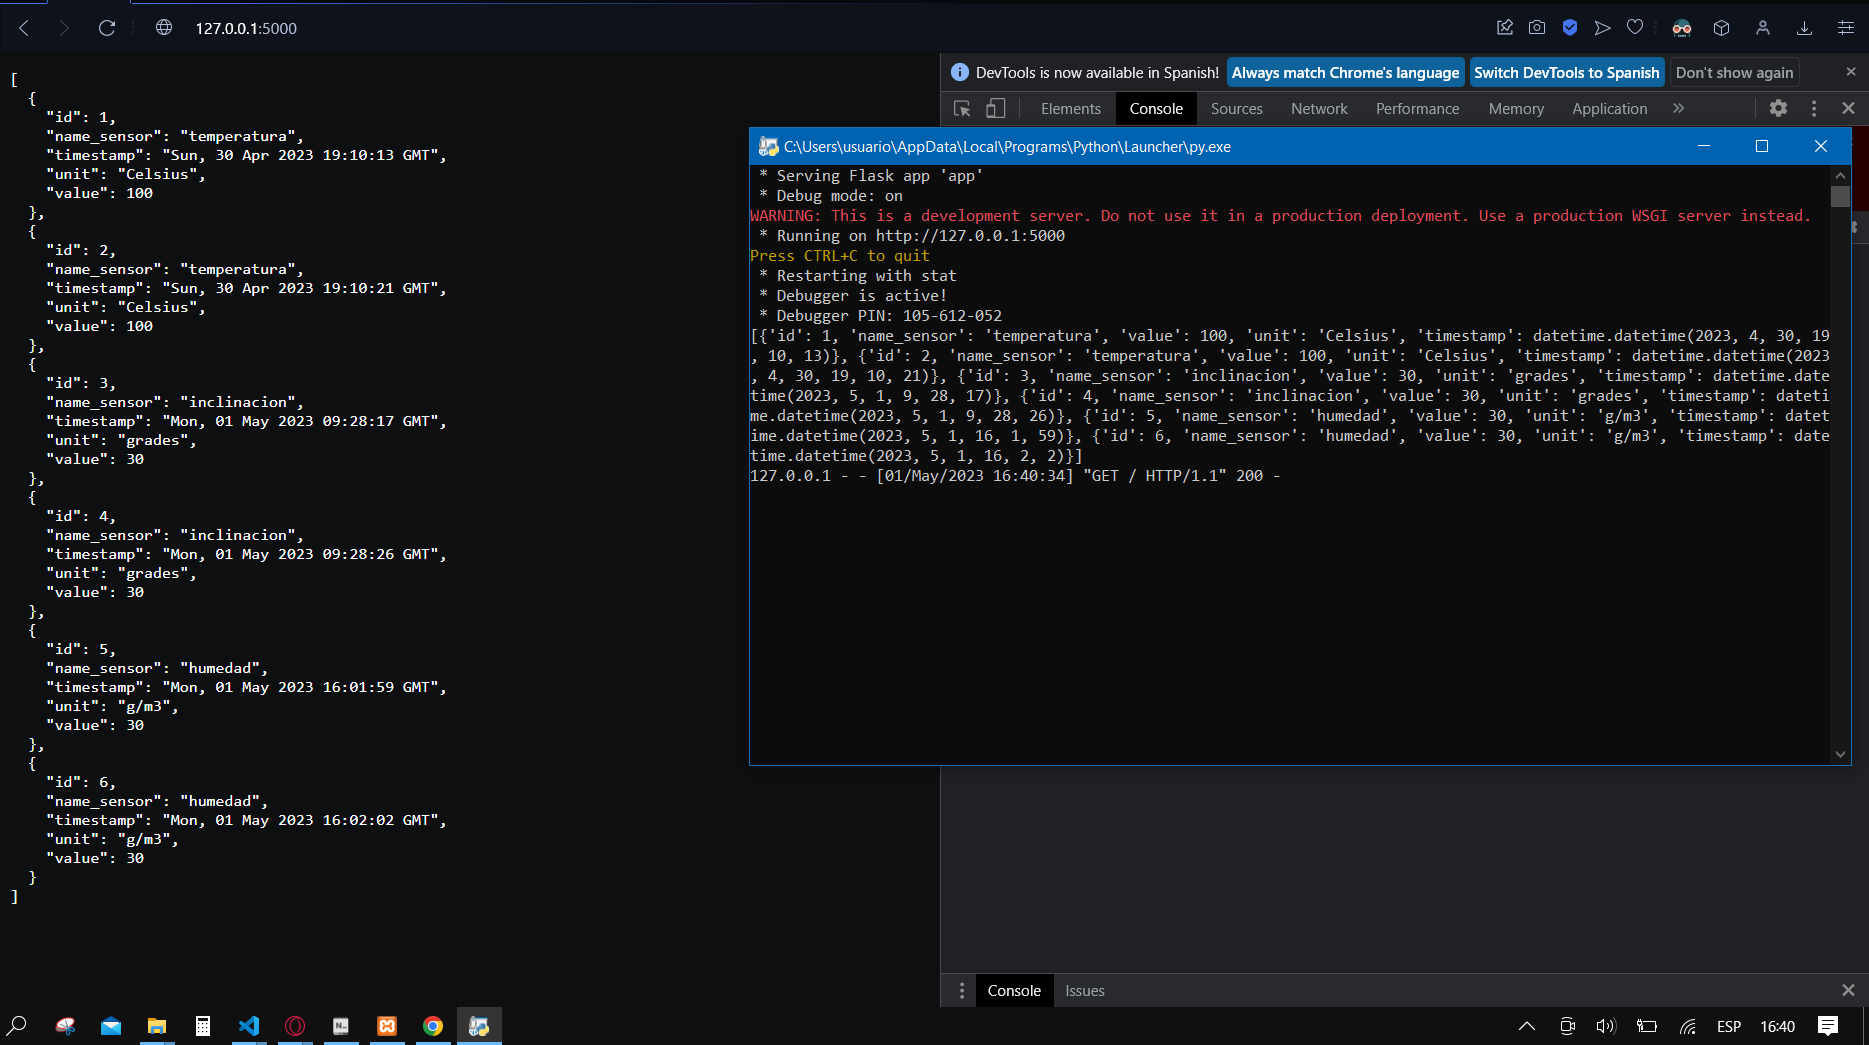 127.0.0.1:5000
[
{
"id": 1,
"name_sensor": "temperatura",
"timestamp": "Sun, 30 Apr 2023 19:10:13 GMT",
"unit": "Celsius",
"value": 100
},
{
"id": 2,
"name_sensor": "temperatura",
"timestamp": "Sun, 30 Apr 2023 19:10:21 GMT",
"unit": "Celsius",
"value": 100
},
{
"id": 3,
"name_sensor": "inclinacion",
"timestamp": "Mon, 01 May 2023 09:28:17 GMT",
"unit": "grades",
"value": 30
},
{
"id": 4,
"name_sensor": "inclinacion",
"timestamp": "Mon, 01 May 2023 09:28:26 GMT",
"unit": "grades",
"value": 30
},
{
"id": 5,
"name_sensor": "humedad",
"timestamp": "Mon, 01 May 2023 16:01:59 GMT",
"unit": "g/m3",
"value": 30
},
{
"id": 6,
"name_sensor": "humedad",
"timestamp": "Mon, 01 May 2023 16:02:02 GMT",
"unit": "g/m3",
"value": 30
}
]
DevTools is now available in Spanish! Always match Chrome's language Switch DevTools to Spanish Don't show again
Elements Console Sources Network Performance Memory Application
C:\Users\usuario\AppData\Local\Programs\Python\Launcher\py.exe
* Serving Flask app 'app'
* Debug mode: on
WARNING: This is a development server. Do not use it in a production deployment. Use a production WSGI server instead.
* Running on http://127.0.0.1:5000
Press CTRL+C to quit
* Restarting with stat
* Debugger is active!
* Debugger PIN: 105-612-052
[{'id': 1, 'name_sensor': 'temperatura', 'value': 100, 'unit': 'Celsius', 'timestamp': datetime.datetime(2023, 4, 30, 19
, 10, 13)}, {'id': 2, 'name_sensor': 'temperatura', 'value': 100, 'unit': 'Celsius', 'timestamp': datetime.datetime(2023
, 4, 30, 19, 10, 21)}, {'id': 3, 'name_sensor': 'inclinacion', 'value': 30, 'unit': 'grades', 'timestamp': datetime.date
time(2023, 5, 1, 9, 28, 17)}, {'id': 4, 'name_sensor': 'inclinacion', 'value': 30, 'unit': 'grades', 'timestamp': dateti
me.datetime(2023, 5, 1, 9, 28, 26)}, {'id': 5, 'name_sensor': 'humedad', 'value': 30, 'unit': 'g/m3', 'timestamp': datet
ime.datetime(2023, 5, 1, 16, 1, 59)}, {'id': 6, 'name_sensor': 'humedad', 'value': 30, 'unit': 'g/m3', 'timestamp': date
time.datetime(2023, 5, 1, 16, 2, 2)}]
127.0.0.1 - - [01/May/2023 16:40:34] "GET / HTTP/1.1" 200 -
Console Issues
ESP 16:40